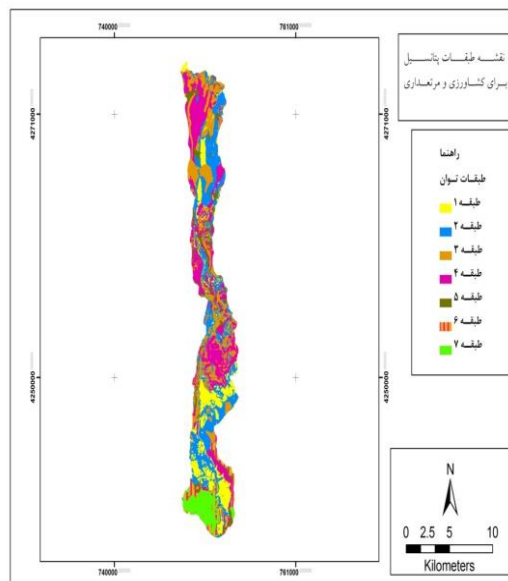 740000
761000
نقشه طبقات پتانسیل
برای کشاورزی و مرتعداری
4271000
4271000
راهنما
طبقات توان
طبقه ۱
طبقه ۲
طبقه ۳
طبقه ۴
طبقه ۵
طبقه ۶
طبقه ۷
4250000
4250000
N
0 2.5 5 10
Kilometers
740000
761000